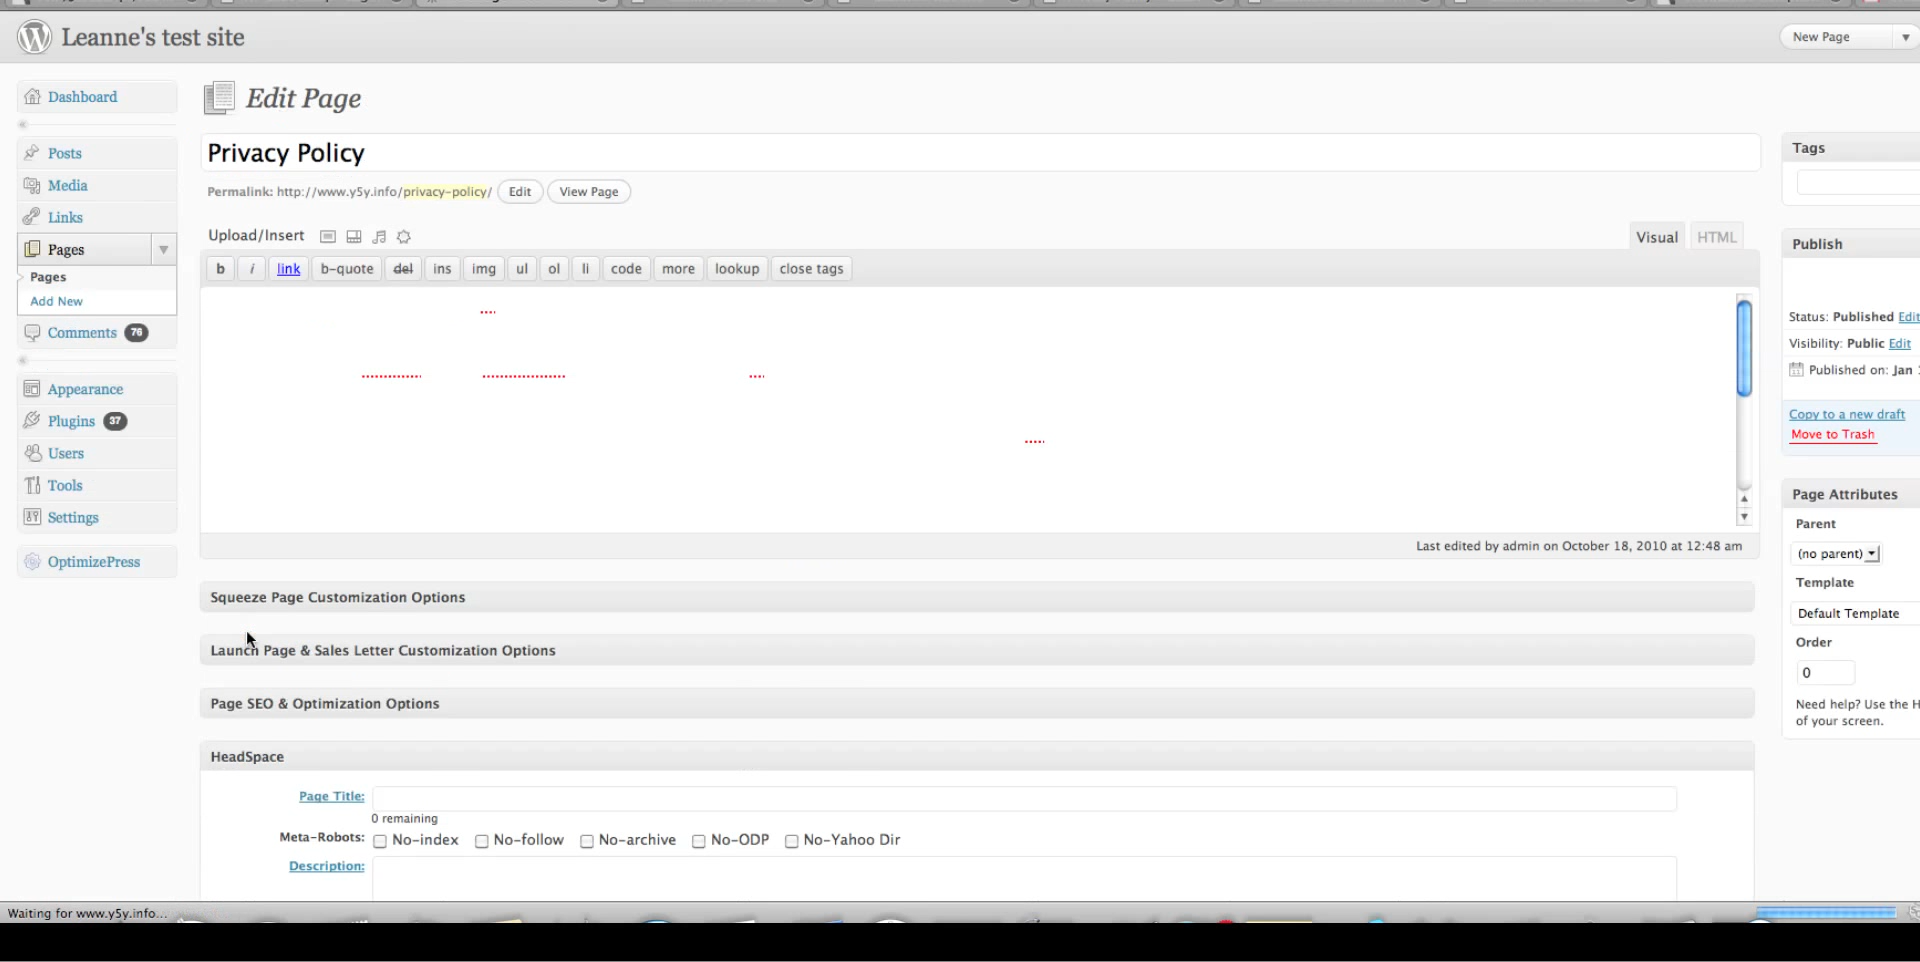 Leanne's test site
New Page
Dashboard
Edit Page
Posts
Media
Links
Pages
Pages
Add New
Comments 76
Appearance
Plugins 37
Users
Tools
Settings
OptimizePress
Privacy Policy
Permalink: http://www.y5y.info/privacy-policy/ Edit View Page
Upload/Insert
Visual HTML
b i link b-quote del ins img ul ol li code more lookup close tags
Last edited by admin on October 18, 2010 at 12:48 am
Squeeze Page Customization Options
Launch Page & Sales Letter Customization Options
Page SEO & Optimization Options
HeadSpace
Page Title:
0 remaining
Meta-Robots: No-index No-follow No-archive No-ODP No-Yahoo Dir
Description:
Tags
Publish
Status: Published Edit
Visibility: Public Edit
Published on: Jan
Copy to a new draft
Move to Trash
Page Attributes
Parent
(no parent)
Template
Default Template
Order
0
Need help? Use the H
of your screen.
Waiting for www.y5y.info...